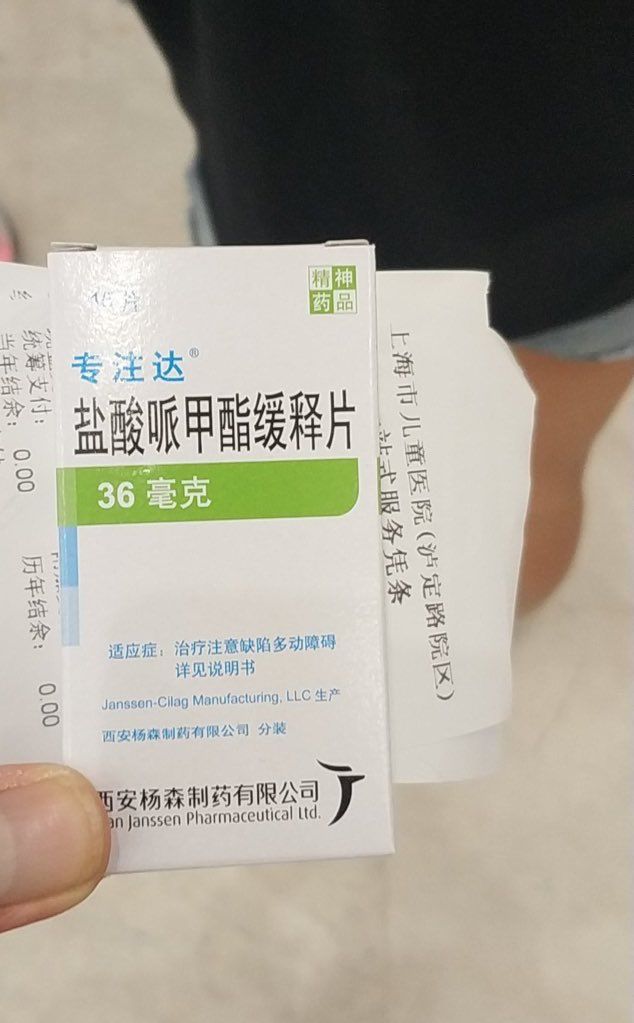 精神
药品
专注达®
盐酸哌甲酯缓释片
36 毫克
适应症：治疗注意缺陷多动障碍
详见说明书
Janssen-Cilag Manufacturing, LLC 生产
西安杨森制药有限公司 分装
西安杨森制药有限公司
an Janssen Pharmaceutical Ltd.
上海市儿童医院(泸定路院区)
站式服务凭条
统筹支付：
当年结余： 0.00
历年结余： 0.00